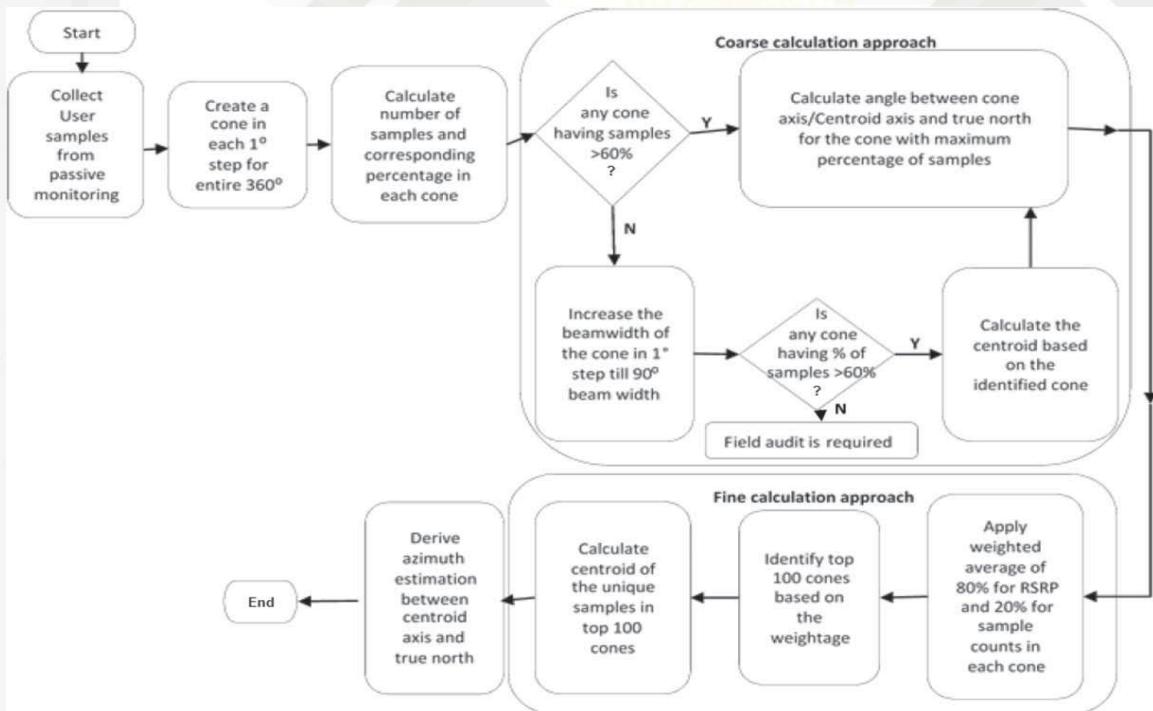 Start
Collect
User
samples
from
passive
monitoring
Create a
cone in
each 1°
step for
entire 360°
Calculate
number of
samples and
corresponding
percentage in
each cone
Coarse calculation approach
Is
any cone
having samples
>60%
?
Y
N
Calculate angle between cone
axis/Centroid axis and true north
for the cone with maximum
percentage of samples
Increase the
beamwidth of
the cone in 1°
step till 90°
beam width
Is
any cone
having % of
samples >60%
?
Y
N
Calculate the
centroid based
on the
identified cone
Field audit is required
Fine calculation approach
Apply
weighted
average of
80% for RSRP
and 20% for
sample
counts in
each cone
Identify top
100 cones
based on
the
weightage
Calculate
centroid of
the unique
samples in
top 100
cones
Derive
azimuth
estimation
between
centroid
axis and
true north
End